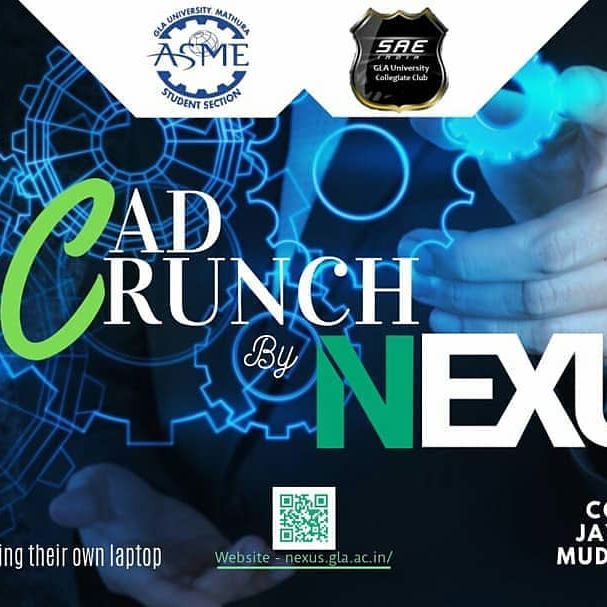 GLA UNIVERSITY, MATHURA
ASME
STUDENT SECTION
SAE
INDIA
GLA University
Collegiate Club
CAD
CRUNCH
By
NEXU
ing their own laptop
Website - nexus.gla.ac.in/
CO
JA
MUD